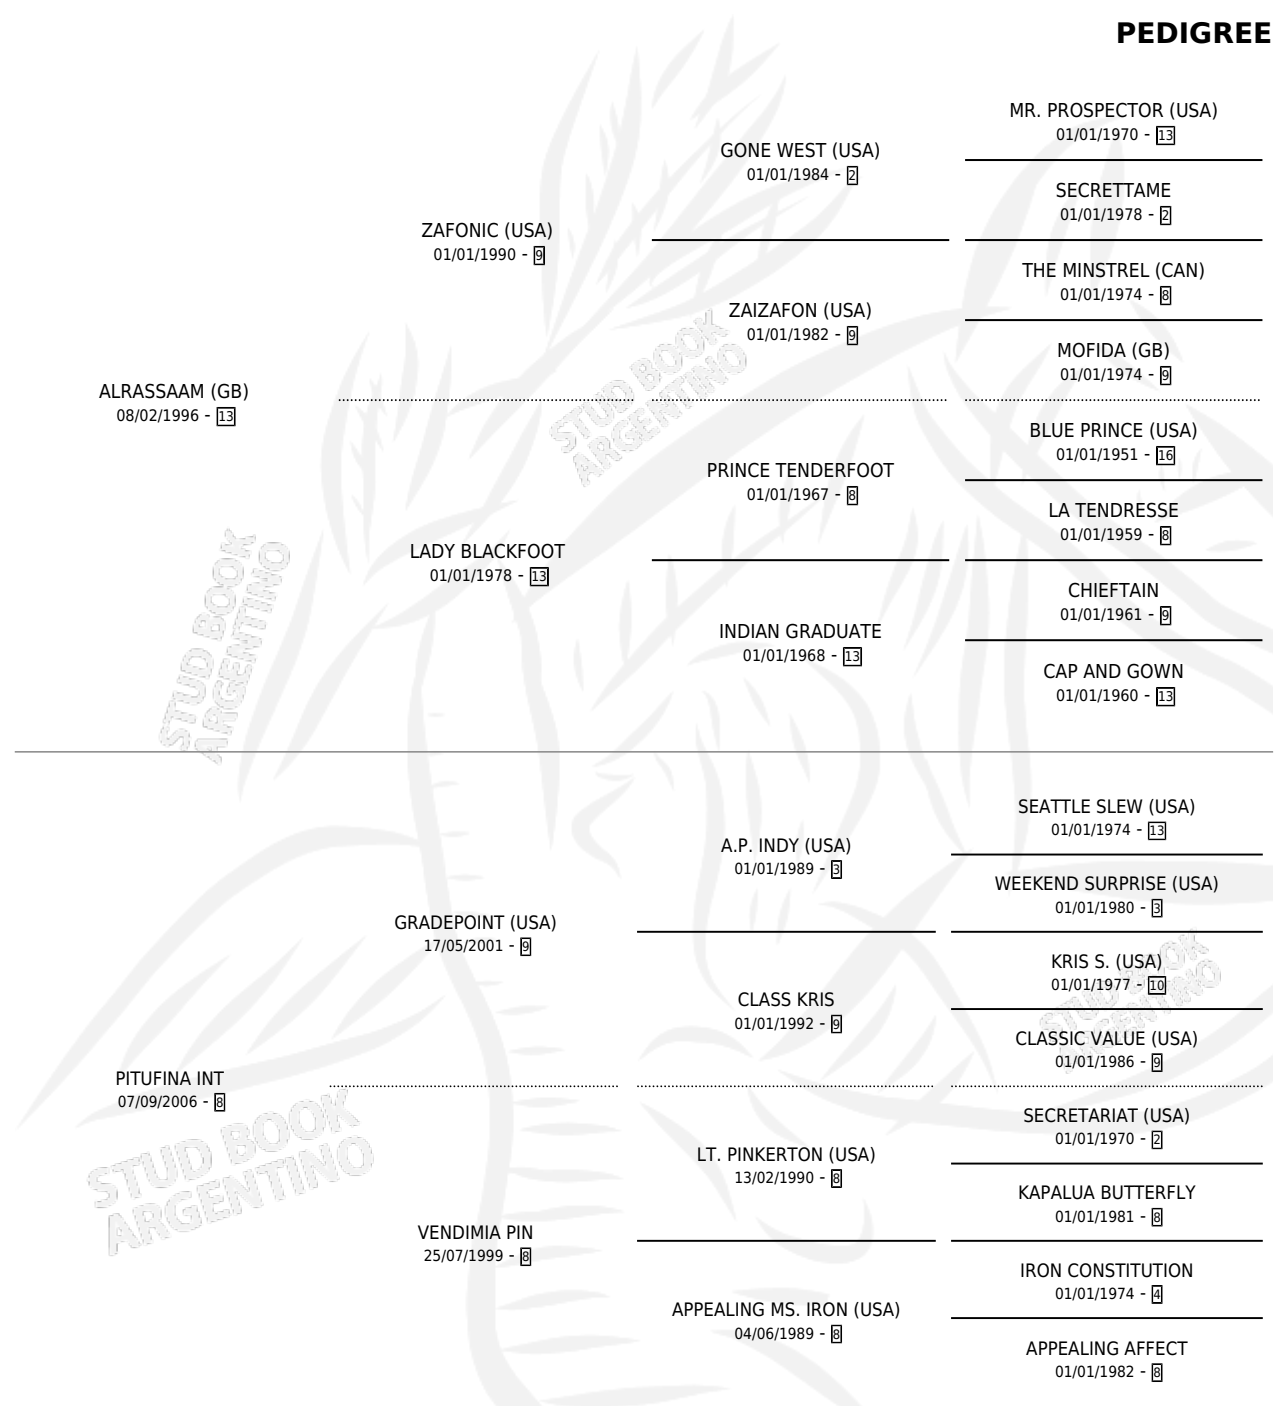 PEDIGREE
MR. PROSPECTOR (USA)
01/01/1970 - 13
GONE WEST (USA)
01/01/1984 - 2
SECRETTAME
01/01/1978 - 2
ZAFONIC (USA)
01/01/1990 - 9
THE MINSTREL (CAN)
01/01/1974 - 8
ZAIZAFON (USA)
01/01/1982 - 9
MOFIDA (GB)
01/01/1974 - 9
ALRASSAAM (GB)
08/02/1996 - 13
BLUE PRINCE (USA)
01/01/1951 - 16
PRINCE TENDERFOOT
01/01/1967 - 8
LA TENDRESSE
01/01/1959 - 8
LADY BLACKFOOT
01/01/1978 - 13
CHIEFTAIN
01/01/1961 - 9
INDIAN GRADUATE
01/01/1968 - 13
CAP AND GOWN
01/01/1960 - 13
SEATTLE SLEW (USA)
01/01/1974 - 13
A.P. INDY (USA)
01/01/1989 - 3
WEEKEND SURPRISE (USA)
01/01/1980 - 3
GRADEPOINT (USA)
17/05/2001 - 9
KRIS S. (USA)
01/01/1977 - 10
CLASS KRIS
01/01/1992 - 9
CLASSIC VALUE (USA)
01/01/1986 - 9
PITUFINA INT
07/09/2006 - 8
SECRETARIAT (USA)
01/01/1970 - 2
LT. PINKERTON (USA)
13/02/1990 - 8
KAPALUA BUTTERFLY
01/01/1981 - 8
VENDIMIA PIN
25/07/1999 - 8
IRON CONSTITUTION
01/01/1974 - 4
APPEALING MS. IRON (USA)
04/06/1989 - 8
APPEALING AFFECT
01/01/1982 - 8
STUD BOOK
ARGENTINO
STUD BOOK
ARGENTINO
STUD BOOK
ARGENTINO
STUD BOOK
ARGENTINO